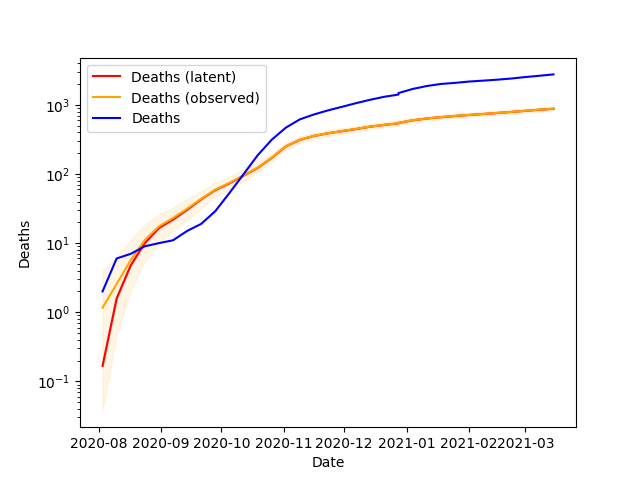 Deaths (latent)
Deaths (observed)
Deaths
10³
10²
10¹
10⁰
10⁻¹
Deaths
2020-08 2020-09 2020-10 2020-11 2020-12 2021-01 2021-02 2021-03
Date